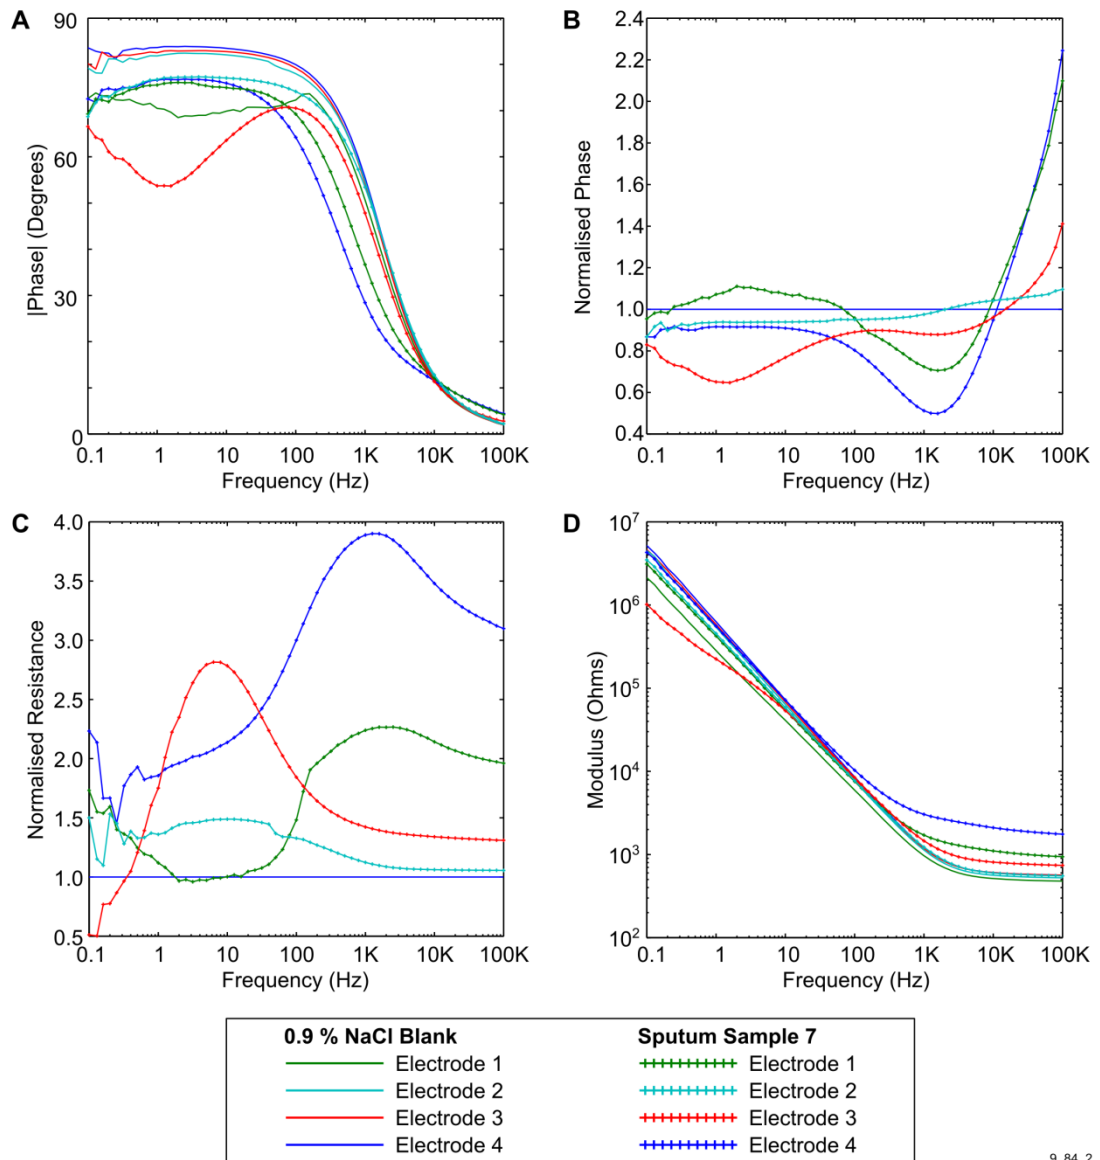 A
90
60
30
0
|Phase| (Degrees)
0.1 1 10 100 1K 10K 100K
Frequency (Hz)
B
2.4
2.2
2.0
1.8
1.6
1.4
1.2
1.0
0.8
0.6
0.4
Normalised Phase
0.1 1 10 100 1K 10K 100K
Frequency (Hz)
C
4.0
3.5
3.0
2.5
2.0
1.5
1.0
0.5
Normalised Resistance
0.1 1 10 100 1K 10K 100K
Frequency (Hz)
D
10⁷
10⁶
10⁵
10⁴
10³
10²
Modulus (Ohms)
0.1 1 10 100 1K 10K 100K
Frequency (Hz)
0.9 % NaCl Blank
Electrode 1
Electrode 2
Electrode 3
Electrode 4
Sputum Sample 7
Electrode 1
Electrode 2
Electrode 3
Electrode 4